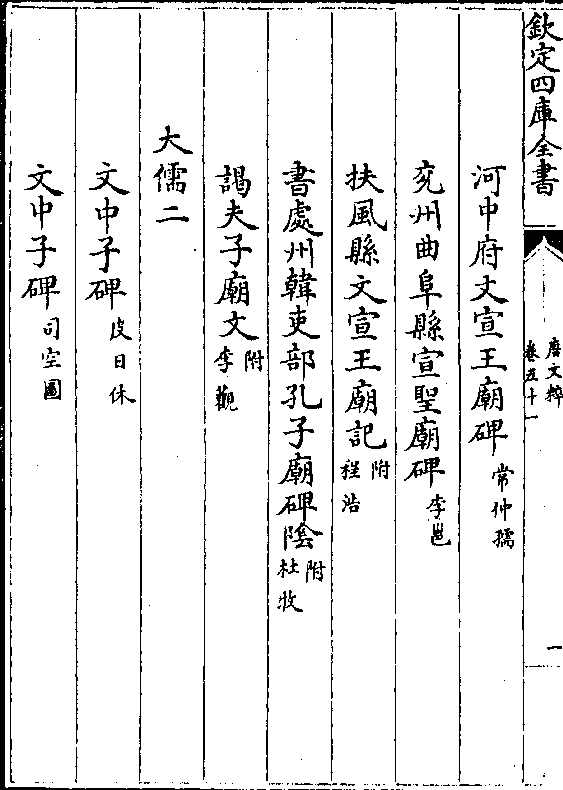 欽定四庫全書
唐文粹
卷五十一
一
河中府文宣王廟碑 常仲孺
兖州曲阜縣宣聖廟碑 李邕
扶風縣文宣王廟記 附 程浩
書處州韓吏部孔子廟碑陰 附 杜牧
謁夫子廟文 附 李觀
大儒二
文中子碑 皮日休
文中子碑 司空圖